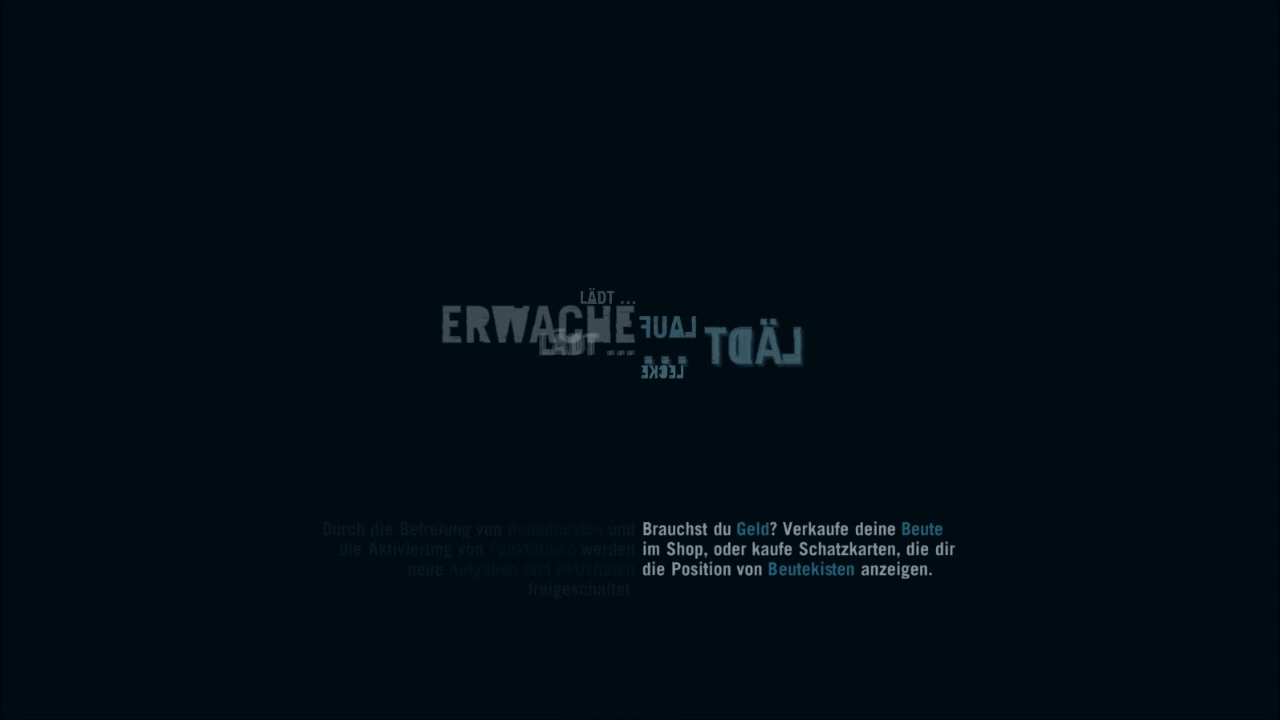 LÄDT ...
ERWACHE
LÄDT ...
LAUF
LÄDT
...
LECKE
Durch die Befreiung von Außenposten und
die Aktivierung von Funktürmen werden
neue Aufgaben und Aktivitäten
freigeschaltet.
Brauchst du Geld? Verkaufe deine Beute
im Shop, oder kaufe Schatzkarten, die dir
die Position von Beutekisten anzeigen.